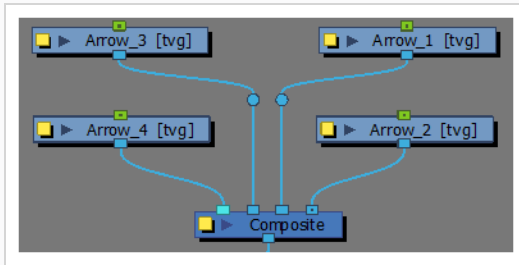 Arrow_3 [tvg]
Arrow_1 [tvg]
Arrow_4 [tvg]
Arrow_2 [tvg]
Composite